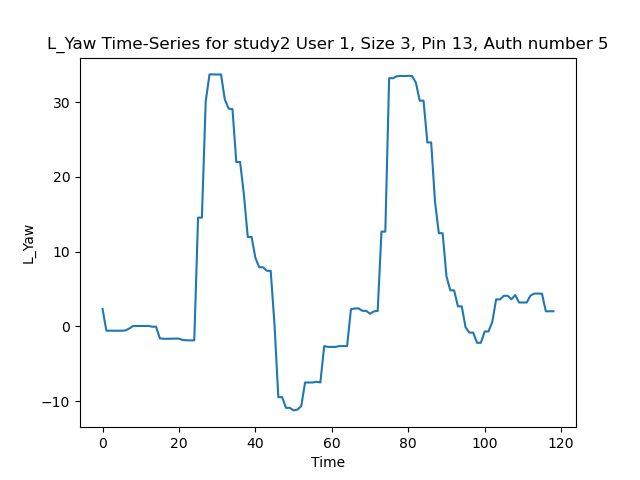 L_Yaw Time-Series for study2 User 1, Size 3, Pin 13, Auth number 5
30
20
10
0
−10
L_Yaw
0 20 40 60 80 100 120
Time